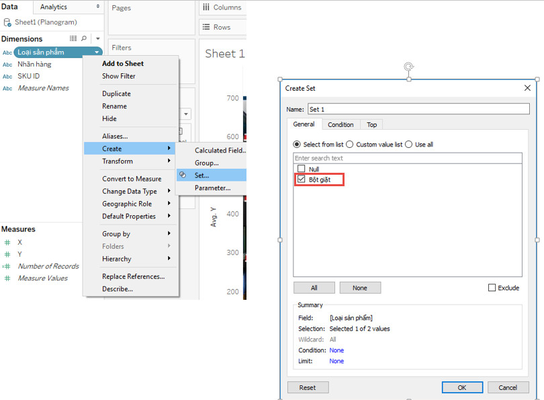 Data
Analytics
Pages
Columns
Rows
Sheet1 (Planogram)
Dimensions
Abc Loại sản phẩm
Abc Nhãn hàng
Abc SKU ID
Abc Measure Names
Filters
Sheet 1
Add to Sheet
Show Filter
Duplicate
Rename
Hide
Aliases...
Create
Transform
Convert to Measure
Change Data Type
Geographic Role
Default Properties
Group by
Folders
Hierarchy
Replace References...
Describe...
Calculated Field...
Group...
Set...
Parameter...
700
600
500
400
300
200
Avg. Y
Measures
X
Y
Number of Records
Measure Values
Create Set
Name: Set 1
General Condition Top
Select from list Custom value list Use all
Enter search text
Null
Bột giặt
All None Exclude
Summary
Field: [Loại sản phẩm]
Selection: Selected 1 of 2 values
Wildcard: All
Condition: None
Limit: None
Reset OK Cancel